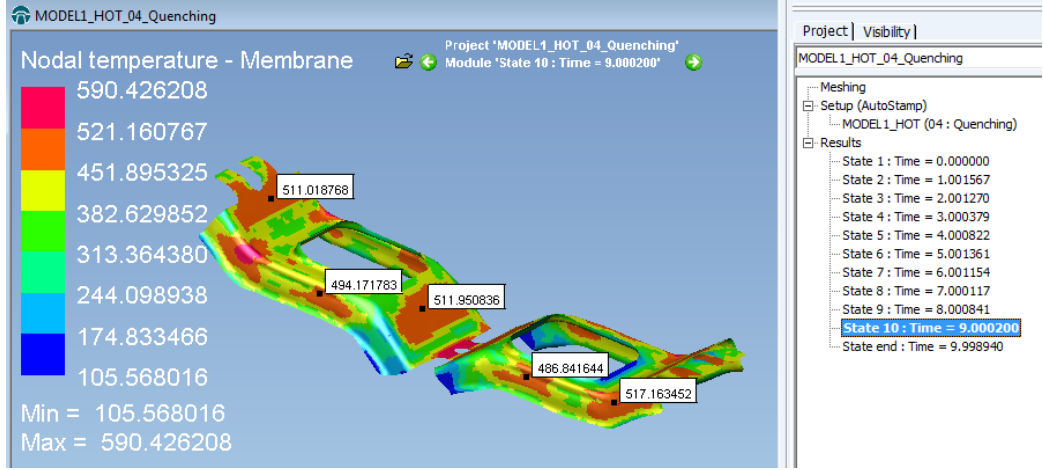 MODEL1_HOT_04_Quenching
Nodal temperature - Membrane
Project 'MODEL1_HOT_04_Quenching'
Module 'State 10 : Time = 9.000200'
590.426208
521.160767
451.895325
382.629852
313.364380
244.098938
174.833466
105.568016
Min = 105.568016
Max = 590.426208
511.018768
494.171783
511.950836
486.841644
517.163452
Project
Visibility
MODEL1_HOT_04_Quenching
Meshing
Setup (AutoStamp)
MODEL1_HOT (04 : Quenching)
Results
State 1 : Time = 0.000000
State 2 : Time = 1.001567
State 3 : Time = 2.001270
State 4 : Time = 3.000379
State 5 : Time = 4.000822
State 6 : Time = 5.001361
State 7 : Time = 6.001154
State 8 : Time = 7.000117
State 9 : Time = 8.000841
State 10 : Time = 9.000200
State end : Time = 9.998940